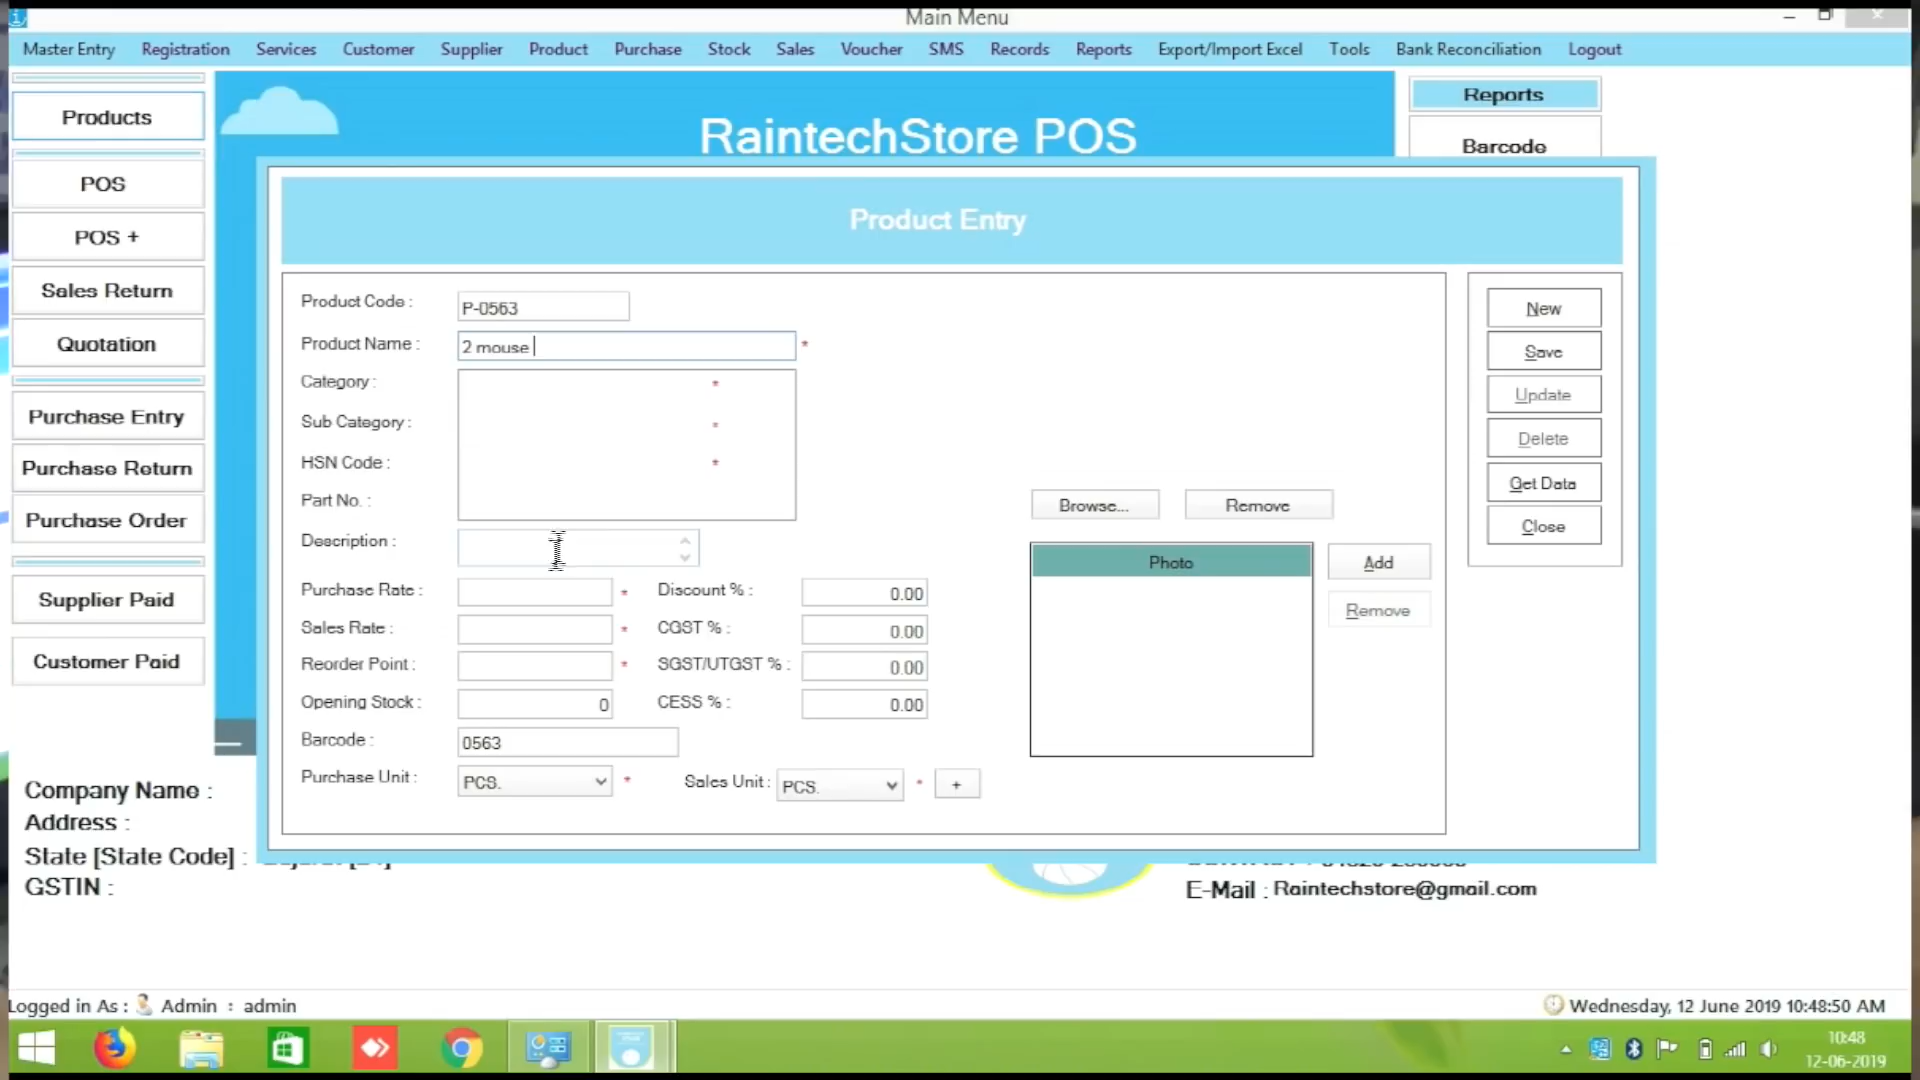 Main Menu
Master Entry Registration Services Customer Supplier Product Purchase Stock Sales Voucher SMS Records Reports Export/Import Excel Tools Bank Reconciliation Logout
Products
POS
POS +
Sales Return
Quotation
Purchase Entry
Purchase Return
Purchase Order
Supplier Paid
Customer Paid
RaintechStore POS
Reports
Barcode
Product Entry
Product Code : P-0563
Product Name : 2 mouse *
Category : *
Sub Category : *
HSN Code : *
Part No. :
Description :
Purchase Rate : * Discount % : 0.00
Sales Rate : * CGST % : 0.00
Reorder Point : * SGST/UTGST % : 0.00
Opening Stock : 0 CESS % : 0.00
Barcode : 0563
Purchase Unit : PCS. * Sales Unit : PCS. * +
Browse... Remove
Photo
Add
Remove
New
Save
Update
Delete
Get Data
Close
Company Name :
Address :
State [State Code] :
GSTIN :
E-Mail : Raintechstore@gmail.com
Logged in As : Admin : admin
Wednesday, 12 June 2019 10:48:50 AM
10:48
12-06-2019